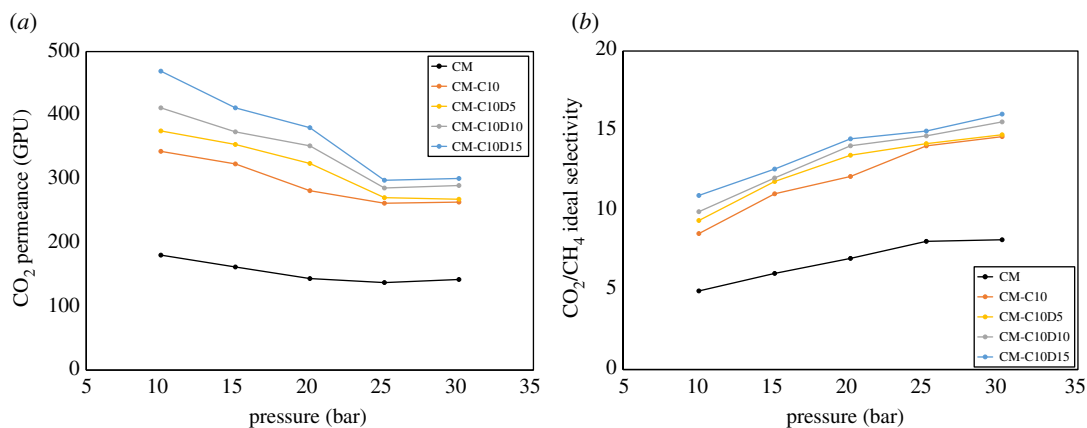 (a)
500
400
300
200
100
0
CO2 permeance (GPU)
CM
CM-C10
CM-C10D5
CM-C10D10
CM-C10D15
5 10 15 20 25 30 35
pressure (bar)
(b)
20
15
10
5
0
CO2/CH4 ideal selectivity
CM
CM-C10
CM-C10D5
CM-C10D10
CM-C10D15
5 10 15 20 25 30 35
pressure (bar)